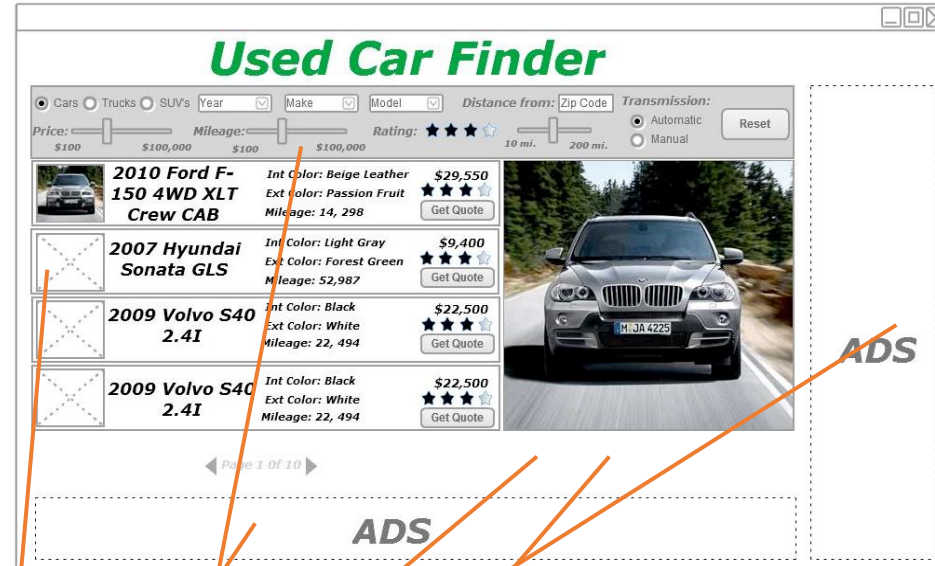 Used Car Finder
Cars Trucks SUV's Year Make Model Distance from: Zip Code Transmission:
Automatic
Manual
Reset
Price: Mileage: Rating:
$100 $100,000 $100 $100,000 10 mi. 200 mi.
2010 Ford F-
150 4WD XLT
Crew CAB
Int Color: Beige Leather
Ext Color: Passion Fruit
Mileage: 14, 298
$29,550
Get Quote
2007 Hyundai
Sonata GLS
Int Color: Light Gray
Ext Color: Forest Green
Mileage: 52,987
$9,400
Get Quote
2009 Volvo S40
2.4I
Int Color: Black
Ext Color: White
Mileage: 22, 494
$22,500
Get Quote
2009 Volvo S40
2.4I
Int Color: Black
Ext Color: White
Mileage: 22, 494
$22,500
Get Quote
M JA 4225
Page 1 Of 10
ADS
ADS